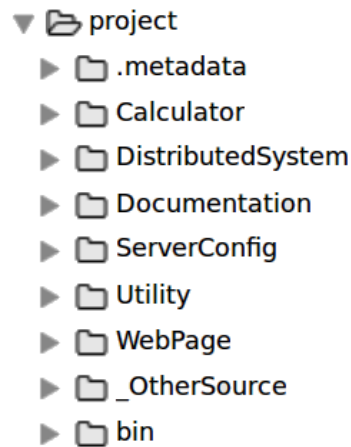 project
.metadata
Calculator
DistributedSystem
Documentation
ServerConfig
Utility
WebPage
_OtherSource
bin